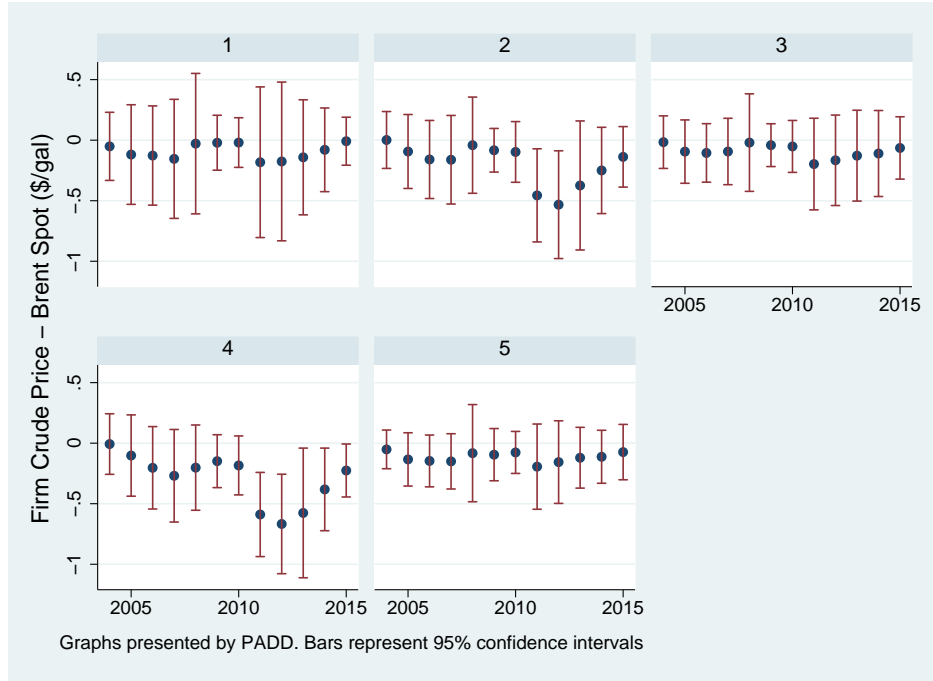 Firm Crude Price – Brent Spot ($/gal)
1
2
3
.5
0
-.5
-1
2005 2010 2015
4
5
.5
0
-.5
-1
2005 2010 2015
2005 2010 2015
Graphs presented by PADD. Bars represent 95% confidence intervals